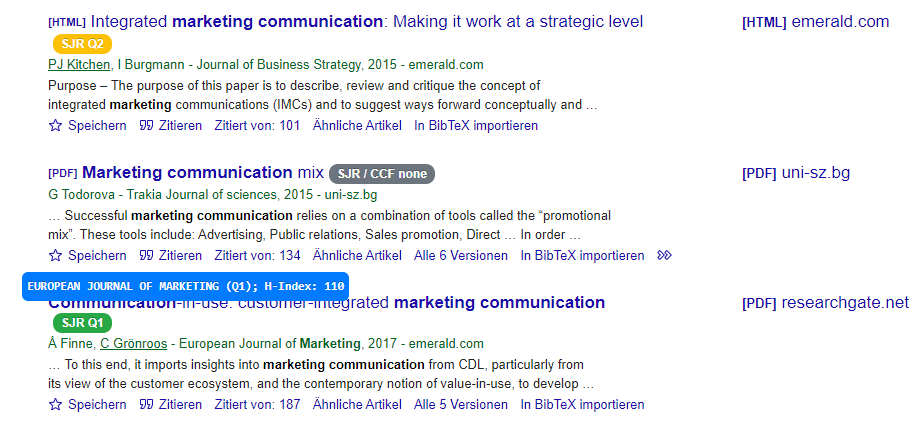 [HTML] Integrated marketing communication: Making it work at a strategic level
[HTML] emerald.com
SJR Q2
PJ Kitchen, I Burgmann - Journal of Business Strategy, 2015 - emerald.com
Purpose – The purpose of this paper is to describe, review and critique the concept of
integrated marketing communications (IMCs) and to suggest ways forward conceptually and …
Speichern Zitieren Zitiert von: 101 Ähnliche Artikel In BibTeX importieren
[PDF] Marketing communication mix SJR / CCF none
[PDF] uni-sz.bg
G Todorova - Trakia Journal of sciences, 2015 - uni-sz.bg
… Successful marketing communication relies on a combination of tools called the “promotional
mix”. These tools include: Advertising, Public relations, Sales promotion, Direct … In order …
Speichern Zitieren Zitiert von: 134 Ähnliche Artikel Alle 6 Versionen In BibTeX importieren
EUROPEAN JOURNAL OF MARKETING (Q1); H-Index: 110
Communication-in-use: customer-integrated marketing communication
[PDF] researchgate.net
SJR Q1
Å Finne, C Grönroos - European Journal of Marketing, 2017 - emerald.com
… To this end, it imports insights into marketing communication from CDL, particularly from
its view of the customer ecosystem, and the contemporary notion of value-in-use, to develop …
Speichern Zitieren Zitiert von: 187 Ähnliche Artikel Alle 5 Versionen In BibTeX importieren